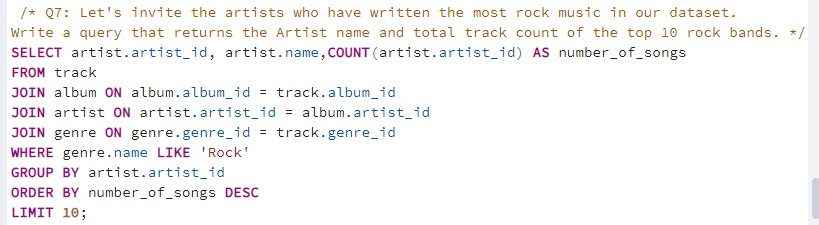 /* Q7: Let's invite the artists who have written the most rock music in our dataset.
Write a query that returns the Artist name and total track count of the top 10 rock bands. */
SELECT artist.artist_id, artist.name,COUNT(artist.artist_id) AS number_of_songs
FROM track
JOIN album ON album.album_id = track.album_id
JOIN artist ON artist.artist_id = album.artist_id
JOIN genre ON genre.genre_id = track.genre_id
WHERE genre.name LIKE 'Rock'
GROUP BY artist.artist_id
ORDER BY number_of_songs DESC
LIMIT 10;